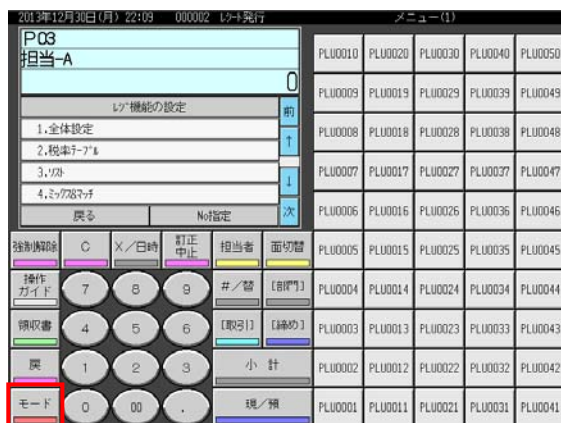 2013年12月30日(月) 22:09 000002 レシート発行 メニュー(1)
P03
担当-A
0
レジ機能の設定
前
1.全体設定
↑
2.税率テーブル
3.リスト
↓
4.ミックス&マッチ
戻る No指定 次
強制解除 C ×/日時 訂正中止 担当者 面切替
操作ガイド 7 8 9 #/替 [部門]
領収書 4 5 6 [取引] [締め]
戻 1 2 3 小 計
モード 0 00 . 現/預
PLU0010 PLU0020 PLU0030 PLU0040 PLU0050
PLU0009 PLU0019 PLU0029 PLU0039 PLU0049
PLU0008 PLU0018 PLU0028 PLU0038 PLU0048
PLU0007 PLU0017 PLU0027 PLU0037 PLU0047
PLU0006 PLU0016 PLU0026 PLU0036 PLU0046
PLU0005 PLU0015 PLU0025 PLU0035 PLU0045
PLU0004 PLU0014 PLU0024 PLU0034 PLU0044
PLU0003 PLU0013 PLU0023 PLU0033 PLU0043
PLU0002 PLU0012 PLU0022 PLU0032 PLU0042
PLU0001 PLU0011 PLU0021 PLU0031 PLU0041